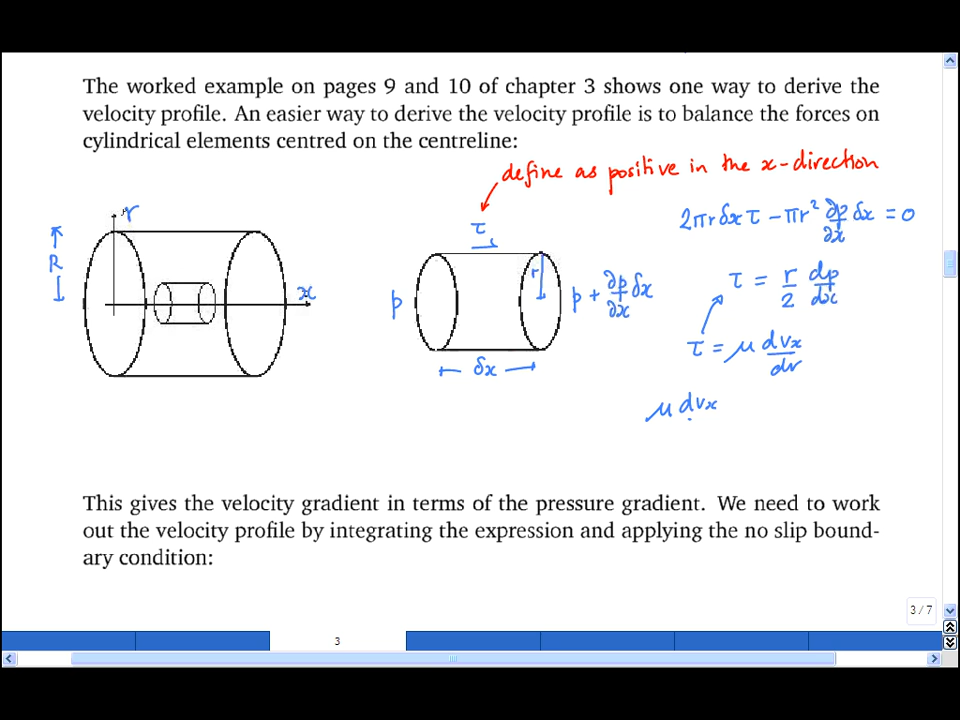 The worked example on pages 9 and 10 of chapter 3 shows one way to derive the
velocity profile. An easier way to derive the velocity profile is to balance the forces on
cylindrical elements centred on the centreline:
define as positive in the x-direction
r
R
x
τ
r
p
p + ∂p/∂x δx
δx
2πr δx τ − πr² ∂p/∂x δx = 0
τ = r/2 dp/dx
τ = μ dvx/dr
μ dvx
This gives the velocity gradient in terms of the pressure gradient. We need to work
out the velocity profile by integrating the expression and applying the no slip bound-
ary condition:
3 / 7
3